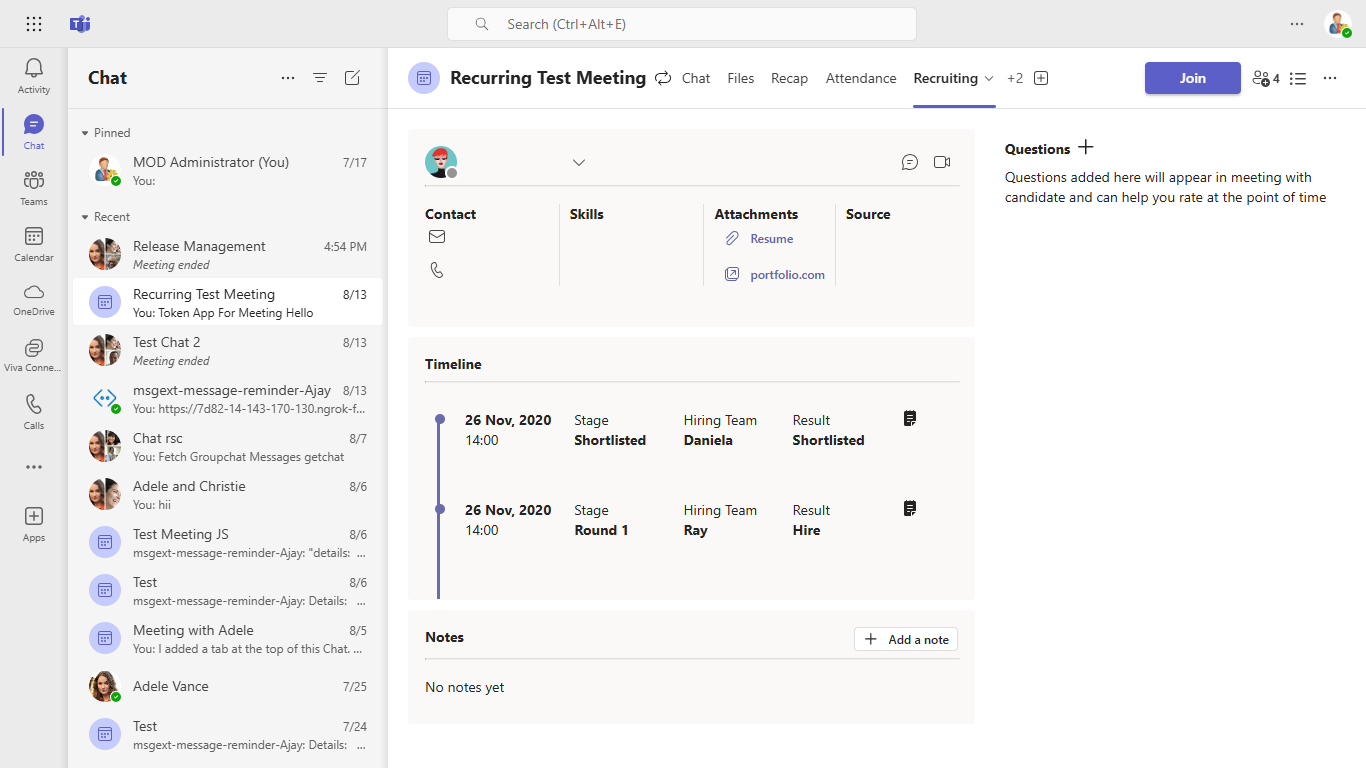 Search (Ctrl+Alt+E)
Activity
Chat
Teams
Calendar
OneDrive
Viva Conne...
Calls
Apps
Chat
Pinned
MOD Administrator (You) 7/17
You:
Recent
Release Management 4:54 PM
Meeting ended
Recurring Test Meeting 8/13
You: Token App For Meeting Hello
Test Chat 2 8/13
Meeting ended
msgext-message-reminder-Ajay 8/13
You: https://7d82-14-143-170-130.ngrok-f...
Chat rsc 8/7
You: Fetch Groupchat Messages getchat
Adele and Christie 8/6
You: hii
Test Meeting JS 8/6
msgext-message-reminder-Ajay: "details: ...
Test 8/6
msgext-message-reminder-Ajay: Details: ...
Meeting with Adele 8/5
You: I added a tab at the top of this Chat. ...
Adele Vance 7/25
Test 7/24
msgext-message-reminder-Ajay: Details: ...
Recurring Test Meeting Chat Files Recap Attendance Recruiting +2 Join 4
Contact Skills Attachments Source
Resume
portfolio.com
Timeline
26 Nov, 2020 Stage Hiring Team Result
14:00 Shortlisted Daniela Shortlisted
26 Nov, 2020 Stage Hiring Team Result
14:00 Round 1 Ray Hire
Notes Add a note
No notes yet
Questions
Questions added here will appear in meeting with
candidate and can help you rate at the point of time